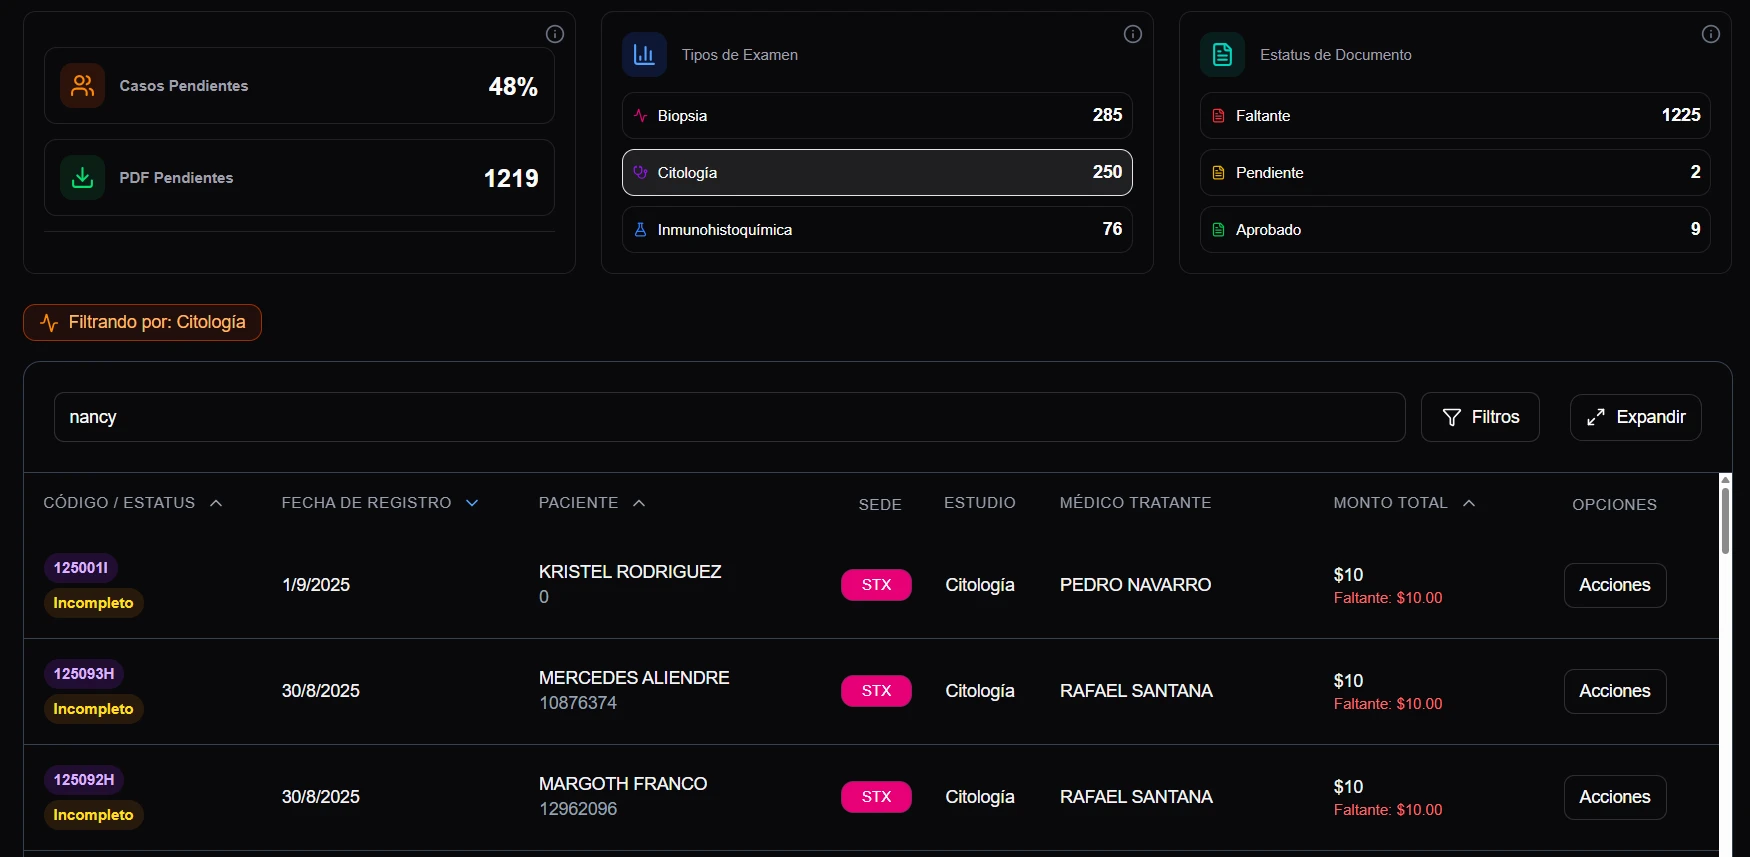 Casos Pendientes 48%
PDF Pendientes 1219
Tipos de Examen
Biopsia 285
Citología 250
Inmunohistoquímica 76
Estatus de Documento
Faltante 1225
Pendiente 2
Aprobado 9
Filtrando por: Citología
nancy
Filtros
Expandir
CÓDIGO / ESTATUS FECHA DE REGISTRO PACIENTE SEDE ESTUDIO MÉDICO TRATANTE MONTO TOTAL OPCIONES
125001I
Incompleto
1/9/2025
KRISTEL RODRIGUEZ
0
STX
Citología
PEDRO NAVARRO
$10
Faltante: $10.00
Acciones
125093H
Incompleto
30/8/2025
MERCEDES ALIENDRE
10876374
STX
Citología
RAFAEL SANTANA
$10
Faltante: $10.00
Acciones
125092H
Incompleto
30/8/2025
MARGOTH FRANCO
12962096
STX
Citología
RAFAEL SANTANA
$10
Faltante: $10.00
Acciones